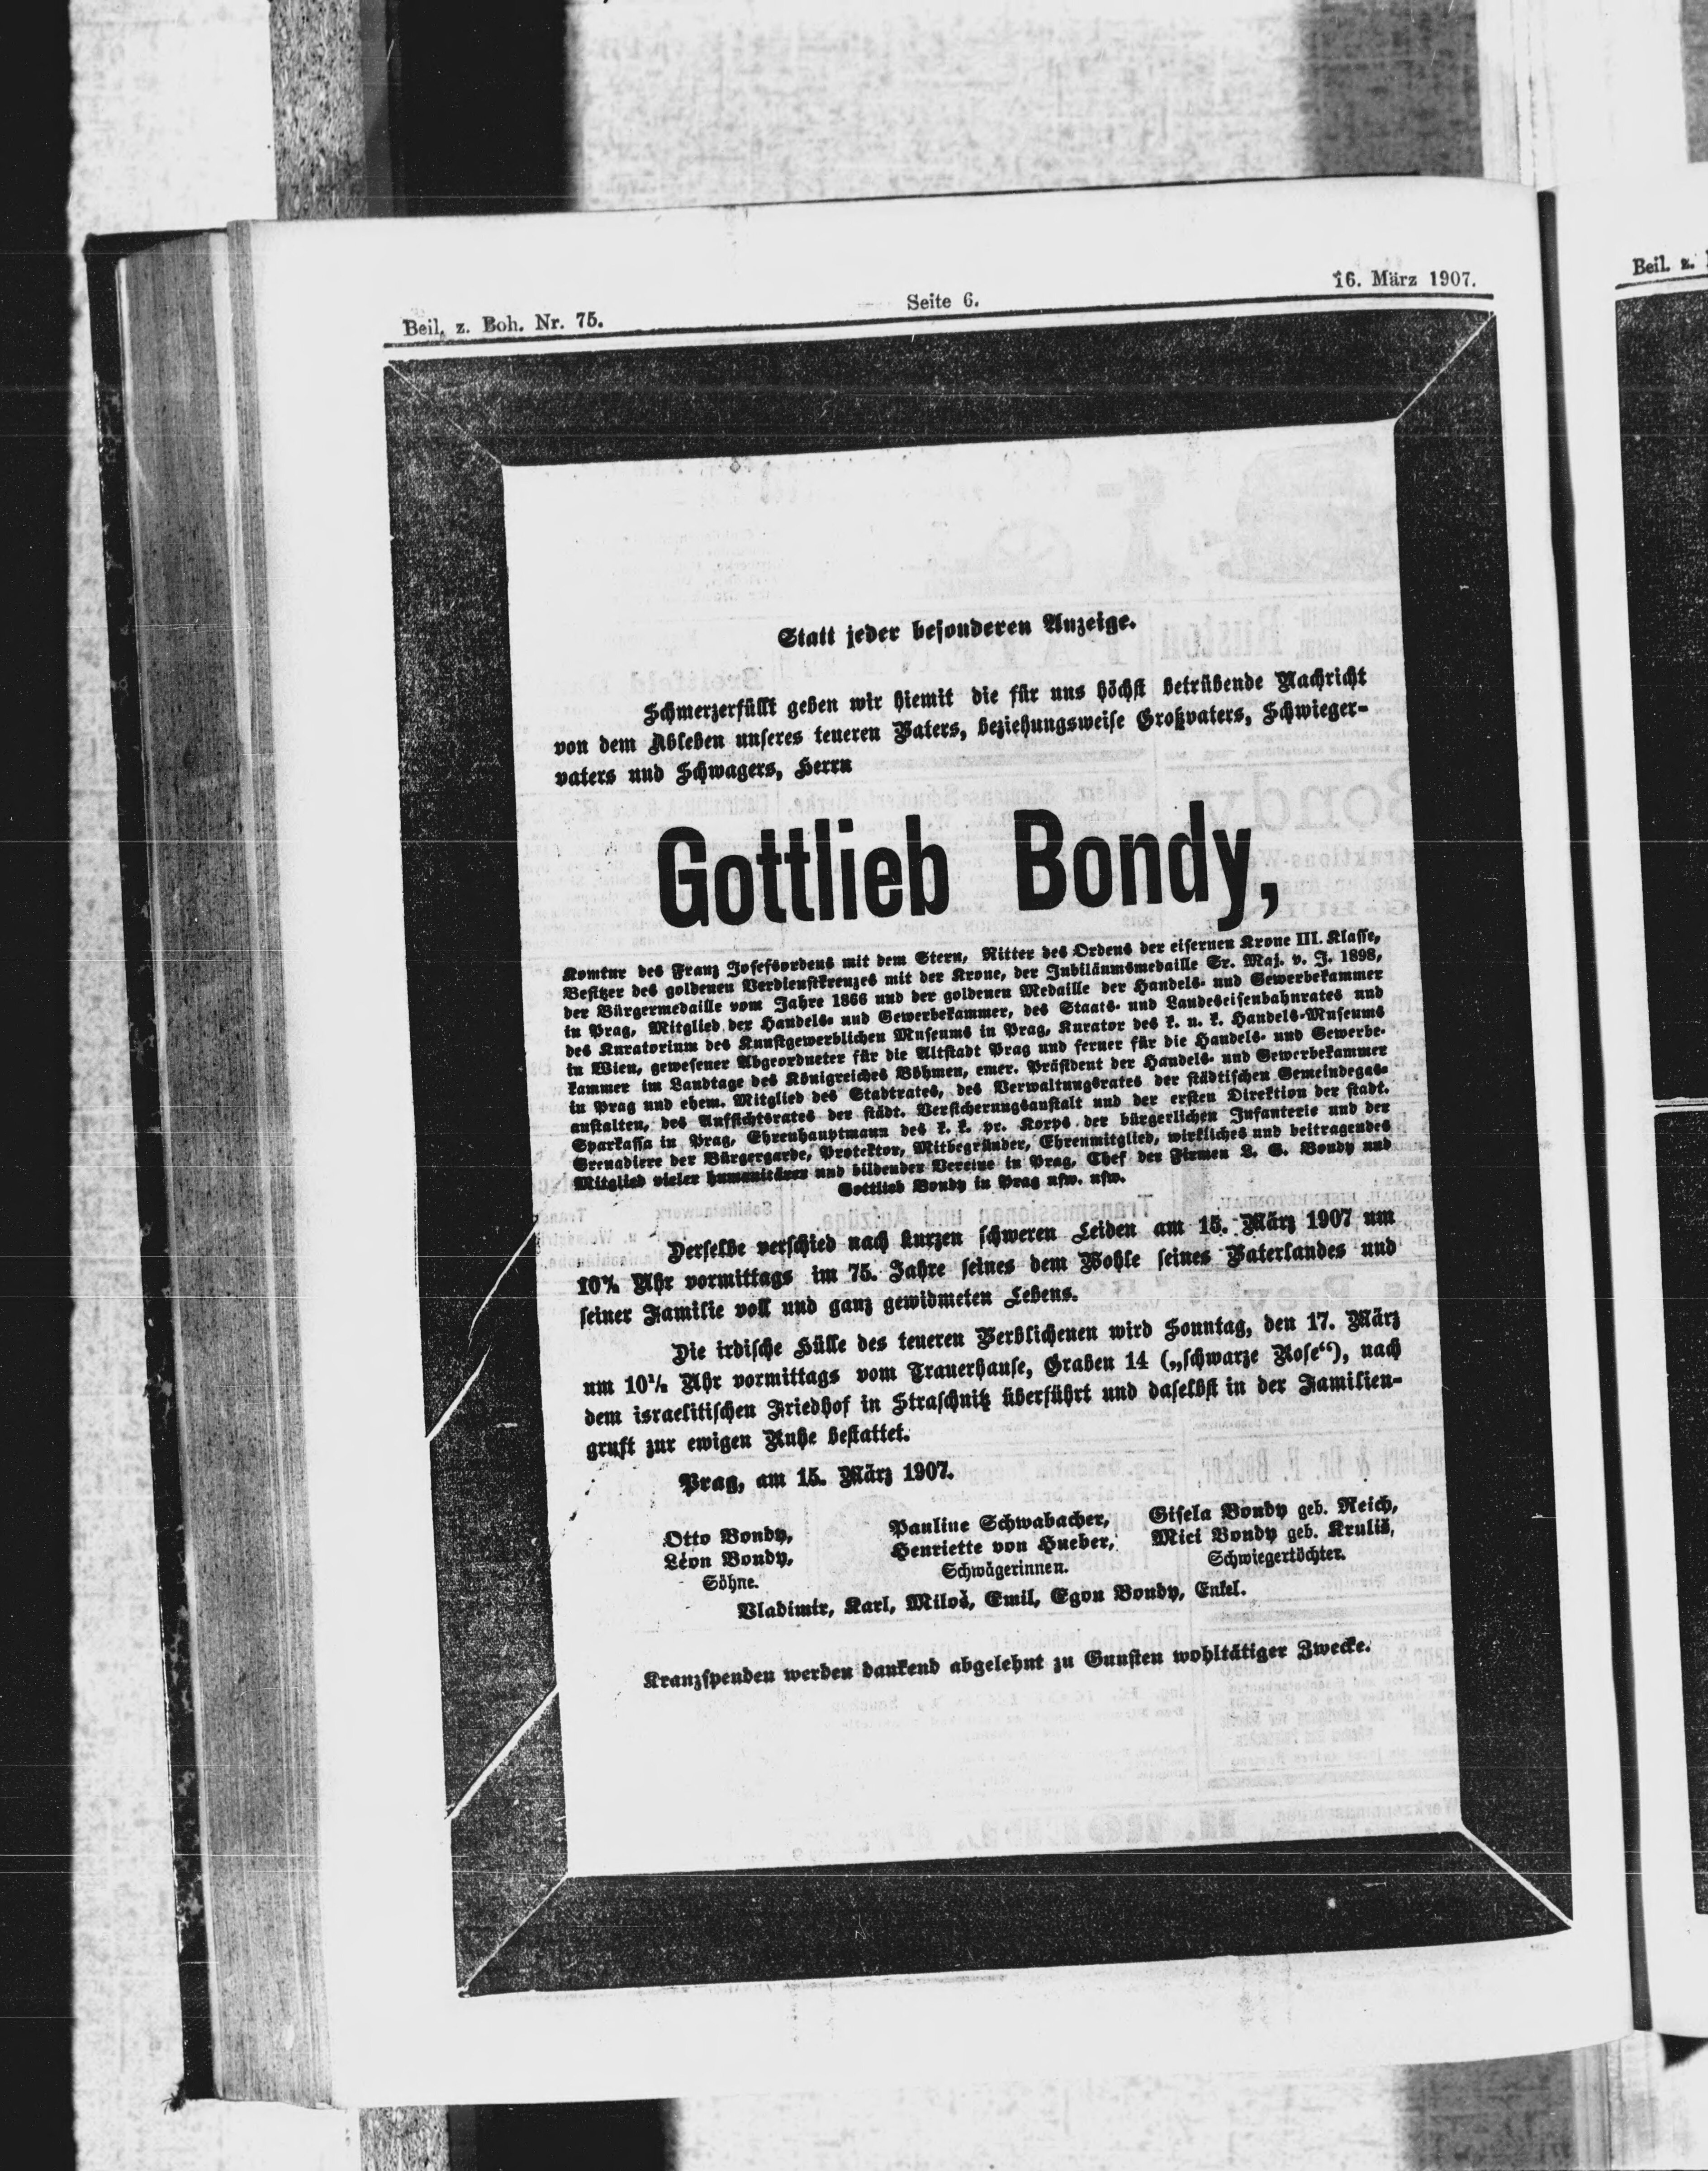 Beil. z. Boh. Nr. 75.
Seite 6.
16. März 1907.
Beil. z.
Statt jeder besonderen Anzeige.
Schmerzerfüllt geben wir hiemit die für uns höchst betrübende Nachricht
von dem Ableben unseres teueren Vaters, beziehungsweise Großvaters, Schwieger-
vaters und Schwagers, Herrn
Gottlieb Bondy,
Komtur des Franz Josefsordens mit dem Stern, Ritter des Ordens der eisernen Krone III. Klasse,
Besitzer des goldenen Verdienstkreuzes mit der Krone, der Jubiläumsmedaille Sr. Maj. v. J. 1898,
der Bürgermedaille vom Jahre 1866 und der goldenen Medaille der Handels- und Gewerbekammer
in Prag, Mitglied der Handels- und Gewerbekammer, des Staats- und Landeseisenbahnrates und
des Kuratorium des Kunstgewerblichen Museums in Prag, Kurator des k. u. k. Handels-Museums
in Wien, gewesener Abgeordneter für die Altstadt Prag und ferner für die Handels- und Gewerbe-
kammer im Landtage des Königreiches Böhmen, emer. Präsident der Handels- und Gewerbekammer
in Prag und ehem. Mitglied des Stadtrates, des Verwaltungsrates der städtischen Gemeindegas-
anstalten, des Aufsichtsrates der städt. Versicherungsanstalt und der ersten Direktion der städt.
Sparkassa in Prag, Ehrenhauptmann des k. k. pr. Korps der bürgerlichen Infanterie und der
Grenadiere der Bürgergarde, Protektor, Mitbegründer, Ehrenmitglied, wirkliches und beitragendes
Mitglied vieler humanitären und bildender Vereine in Prag, Chef der Firmen L. G. Bondy und
Gottlieb Bondy in Prag usw. usw.
Derselbe verschied nach kurzen schweren Leiden am 15. März 1907 um
10¾ Uhr vormittags im 75. Jahre seines dem Wohle seines Vaterlandes und
seiner Familie voll und ganz gewidmeten Lebens.
Die irdische Hülle des teueren Verblichenen wird Sonntag, den 17. März
um 10½ Uhr vormittags vom Trauerhause, Graben 14 („schwarze Rose“), nach
dem israelitischen Friedhof in Straschnitz überführt und daselbst in der Familien-
gruft zur ewigen Ruhe bestattet.
Prag, am 15. März 1907.
Otto Bondy,
Léon Bondy,
Söhne.
Pauline Schwabacher,
Henriette von Hueber,
Schwägerinnen.
Gisela Bondy geb. Reich,
Mici Bondy geb. Kruliš,
Schwiegertöchter.
Vladimir, Karl, Miloš, Emil, Egon Bondy, Enkel.
Kranzspenden werden dankend abgelehnt zu Gunsten wohltätiger Zwecke.